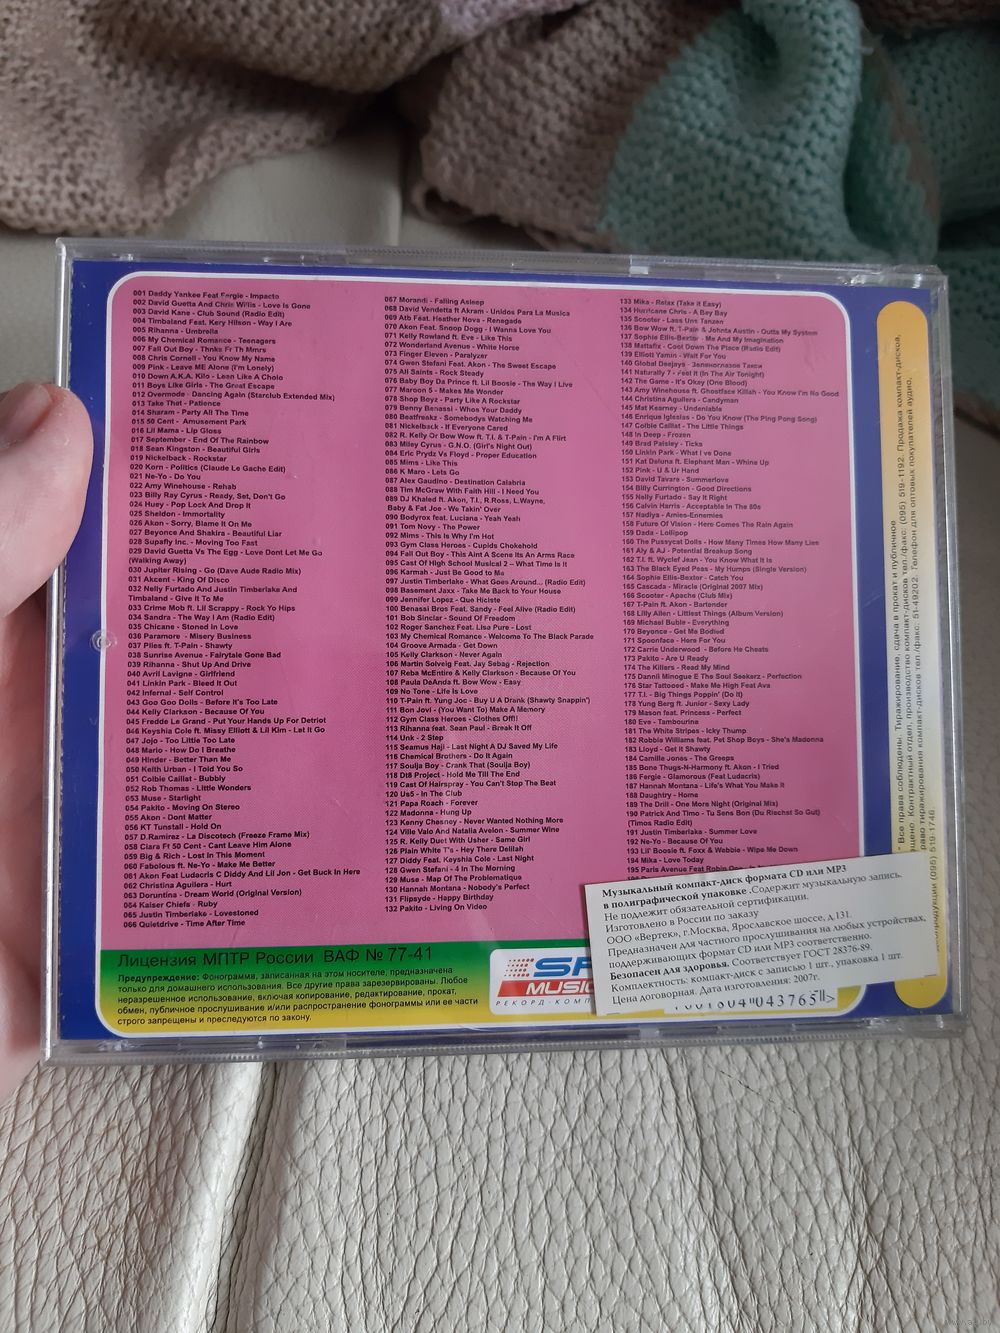 001 Daddy Yankee Feat Fergie - Impacto
002 David Guetta And Chris Willis - Love Is Gone
003 David Kane - Club Sound (Radio Edit)
004 Timbaland Feat. Kery Hilson - Way I Are
005 Rihanna - Umbrella
006 My Chemical Romance - Teenagers
007 Fall Out Boy - Thnks Fr Th Mmrs
008 Chris Cornell - You Know My Name
009 Pink - Leave ME Alone (I'm Lonely)
010 Down A.K.A. Kilo - Lean Like A Cholo
011 Boys Like Girls - The Great Escape
012 Overmode - Dancing Again (Starclub Extended Mix)
013 Take That - Patience
014 Sharam - Party All The Time
015 50 Cent - Amusement Park
016 Lil Mama - Lip Gloss
017 September - End Of The Rainbow
018 Sean Kingston - Beautiful Girls
019 Nickelback - Rockstar
020 Korn - Politics (Claude Le Gache Edit)
021 Ne-Yo - Do You
022 Amy Winehouse - Rehab
023 Billy Ray Cyrus - Ready, Set, Don't Go
024 Huey - Pop Lock And Drop It
025 Sheldon - Immortality
026 Akon - Sorry, Blame It On Me
027 Beyonce And Shakira - Beautiful Liar
028 Supafly Inc. - Moving Too Fast
029 David Guetta Vs The Egg - Love Dont Let Me Go
(Walking Away)
030 Jupiter Rising - Go (Dave Aude Radio Mix)
031 Akcent - King Of Disco
032 Nelly Furtado And Justin Timberlake And
Timbaland - Give It To Me
033 Crime Mob ft. Lil Scrappy - Rock Yo Hips
034 Sandra - The Way I Am (Radio Edit)
035 Chicane - Stoned In Love
036 Paramore - Misery Business
037 Plies ft. T-Pain - Shawty
038 Sunrise Avenue - Fairytale Gone Bad
039 Rihanna - Shut Up And Drive
040 Avril Lavigne - Girlfriend
041 Linkin Park - Bleed It Out
042 Infernal - Self Control
043 Goo Goo Dolls - Before It's Too Late
044 Kelly Clarkson - Because Of You
045 Fredde Le Grand - Put Your Hands Up For Detriot
046 Keyshia Cole ft. Missy Elliott & Lil Kim - Let It Go
047 Jojo - Too Little Too Late
048 Mario - How Do I Breathe
049 Hinder - Better Than Me
050 Keith Urban - I Told You So
051 Colbie Caillat - Bubbly
052 Rob Thomas - Little Wonders
053 Muse - Starlight
054 Pakito - Moving On Stereo
055 Akon - Dont Matter
056 KT Tunstall - Hold On
057 D.Ramirez - La Discotech (Freeze Frame Mix)
058 Ciara Ft 50 Cent - Cant Leave Him Alone
059 Big & Rich - Lost In This Moment
060 Fabolous ft. Ne-Yo - Make Me Better
061 Akon Feat Ludacris C Diddy And Lil Jon - Get Buck In Here
062 Christina Aguilera - Hurt
063 Doruntina - Dream World (Original Version)
064 Kaiser Chiefs - Ruby
065 Justin Timberlake - Lovestoned
066 Quietdrive - Time After Time
067 Morandi - Falling Asleep
068 David Vendetta ft Akram - Unidos Para La Musica
069 Atb Feat. Heather Nova - Renegade
070 Akon Feat. Snoop Dogg - I Wanna Love You
071 Kelly Rowland ft. Eve - Like This
072 Wonderland Avenue - White Horse
073 Finger Eleven - Paralyzer
074 Gwen Stefani Feat. Akon - The Sweet Escape
075 All Saints - Rock Steady
076 Baby Boy Da Prince ft. Lil Boosie - The Way I Live
077 Maroon 5 - Makes Me Wonder
078 Shop Boyz - Party Like A Rockstar
079 Benny Benassi - Whos Your Daddy
080 Beatfreakz - Somebodys Watching Me
081 Nickelback - If Everyone Cared
082 R. Kelly Or Bow Wow ft. T.I. & T-Pain - I'm A Flirt
083 Miley Cyrus - G.N.O. (Girl's Night Out)
084 Eric Prydz Vs Floyd - Proper Education
085 Mims - Like This
086 K Maro - Lets Go
087 Alex Gaudino - Destination Calabria
088 Tim McGraw With Faith Hill - I Need You
089 DJ Khaled ft. Akon, T.I., R.Ross, L.Wayne,
Baby & Fat Joe - We Takin' Over
090 Bodyrox feat. Luciana - Yeah Yeah
091 Tom Novy - The Power
092 Mims - This Is Why I'm Hot
093 Gym Class Heroes - Cupids Chokehold
094 Fall Out Boy - This Aint A Scene Its An Arms Race
095 Cast Of High School Musical 2 – What Time Is It
096 Karmah - Just Be Good to Me
097 Justin Timberlake - What Goes Around... (Radio Edit)
098 Basement Jaxx - Take Me Back to Your House
099 Jennifer Lopez - Que Hiciste
100 Benassi Bros Feat. Sandy - Feel Alive (Radio Edit)
101 Bob Sinclar - Sound Of Freedom
102 Roger Sanchez Feat. Lisa Pure - Lost
103 My Chemical Romance - Welcome To The Black Parade
104 Groove Armada - Get Down
105 Kelly Clarkson - Never Again
106 Martin Solveig Feat. Jay Sebag - Rejection
107 Reba McEntire & Kelly Clarkson - Because Of You
108 Paula DeAnda ft. Bow Wow - Easy
109 No Tone - Life Is Love
110 T-Pain ft. Yung Joc - Buy U A Drank (Shawty Snappin')
111 Bon Jovi - (You Want To) Make A Memory
112 Gym Class Heroes - Clothes Off!!
113 Rihanna feat. Sean Paul - Break It Off
114 Unk - 2 Step
115 Seamus Haji - Last Night A DJ Saved My Life
116 Chemical Brothers - Do It Again
117 Soulja Boy - Crank That (Soulja Boy)
118 Dt8 Project - Hold Me Till The End
119 Cast Of Hairspray - You Can't Stop The Beat
120 Us5 - In The Club
121 Papa Roach - Forever
122 Madonna - Hung Up
123 Kenny Chesney - Never Wanted Nothing More
124 Ville Valo And Natalia Avelon - Summer Wine
125 R. Kelly Duet With Usher - Same Girl
126 Plain White T's - Hey There Delilah
127 Diddy Feat. Keyshia Cole - Last Night
128 Gwen Stefani - 4 In The Morning
129 Muse - Map Of The Problematique
130 Hannah Montana - Nobody's Perfect
131 Flipsyde - Happy Birthday
132 Pakito - Living On Video
133 Mika - Relax (Take it Easy)
134 Hurricane Chris - A Bay Bay
135 Scooter - Lass Uns Tanzen
136 Bow Wow ft. T-Pain & Johnta Austin - Outta My System
137 Sophie Ellis-Bextor - Me And My Imagination
138 Mattafix - Cool Down The Place (Radio Edit)
139 Elliott Yamin - Wait For You
140 Global Deejays - Зеленоглазое Такси
141 Naturally 7 - Feel It (In The Air Tonight)
142 The Game - It's Okay (One Blood)
143 Amy Winehouse ft. Ghostface Killah - You Know I'm No Good
144 Christina Aguilera - Candyman
145 Mat Kearney - Undeniable
146 Enrique Iglesias - Do You Know (The Ping Pong Song)
147 Colbie Caillat - The Little Things
148 In Deep - Frozen
149 Brad Paisley - Ticks
150 Linkin Park - What I ve Done
151 Kat Deluna ft. Elephant Man - Whine Up
152 Pink - U & Ur Hand
153 David Tavare - Summerlove
154 Billy Currington - Good Directions
155 Nelly Furtado - Say It Right
156 Calvin Harris - Acceptable In The 80s
157 Nadiya - Amies-Ennemies
158 Future Of Vision - Here Comes The Rain Again
159 Dada - Lollipop
160 The Pussycat Dolls - How Many Times How Many Lies
161 Aly & AJ - Potential Breakup Song
162 T.I. ft. Wyclef Jean - You Know What It Is
163 The Black Eyed Peas - My Humps (Single Version)
164 Sophie Ellis-Bextor - Catch You
165 Cascada - Miracle (Original 2007 Mix)
166 Scooter - Apache (Club Mix)
167 T-Pain ft. Akon - Bartender
168 Lilly Allen - Littlest Things (Album Version)
169 Michael Buble - Everything
170 Beyonce - Get Me Bodied
171 Spoonface - Here For You
172 Carrie Underwood - Before He Cheats
173 Pakito - Are U Ready
174 The Killers - Read My Mind
175 Dannii Minogue E The Soul Seekerz - Perfection
176 Star Tattooed - Make Me High Feat Ava
177 T.I. - Big Things Poppin' (Do It)
178 Yung Berg ft. Junior - Sexy Lady
179 Mason feat. Princess - Perfect
180 Eve - Tambourine
181 The White Stripes - Icky Thump
182 Robbie Williams feat. Pet Shop Boys - She's Madonna
183 Lloyd - Get It Shawty
184 Camille Jones - The Creeps
185 Bone Thugs-N-Harmony ft. Akon - I Tried
186 Fergie - Glamorous (Feat Ludacris)
187 Hannah Montana - Life's What You Make It
188 Daughtry - Home
189 The Drill - One More Night (Original Mix)
190 Patrick And Timo - Tu Sens Bon (Du Riechst So Gut)
(Timos Radio Edit)
191 Justin Timberlake - Summer Love
192 Ne-Yo - Because Of You
193 Lil' Boosie ft. Foxx & Webbie - Wipe Me Down
194 Mika - Love Today
195 Paris Avenue Feat Robin
Лицензия МПТР России ВАФ № 77-41
Предупреждение: Фонограмма, записанная на этом носителе, предназначена
только для домашнего использования. Все другие права зарезервированы. Любое
неразрешенное использование, включая копирование, редактирование, прокат,
обмен, публичное прослушивание и/или распространение фонограммы или ее части
строго запрещены и преследуются по закону.
MUSIC
РЕКОРД-КОМП
Музыкальный компакт-диск формата CD или MP3
в полиграфической упаковке .Содержит музыкальную запись.
Не подлежит обязательной сертификации.
Изготовлено в России по заказу
ООО «Вертек», г.Москва, Ярославское шоссе, д.131.
Предназначен для частного прослушивания на любых устройствах,
поддерживающих формат CD или MP3 соответственно.
Безопасен для здоровья. Соответствует ГОСТ 28376-89.
Комплектность: компакт-диск с записью 1 шт., упаковка 1 шт.
Цена договорная. Дата изготовления: 2007г.
043765
Все права соблюдены. Тиражирование, сдача в прокат и публичное
Контрактный отдел, производство компакт-дисков тел./факс: (095) 519-1192. Продажа компакт-дисков,
право тиражирования компакт-дисков тел./факс: 51-49202. Телефон для оптовых покупателей аудио,
(095) 519-1746.